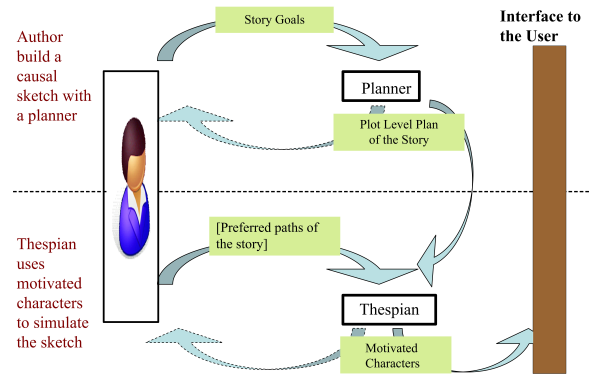 Author
build a
causal
sketch with
a planner
Story Goals
Interface to
the User
Planner
Plot Level Plan
of the Story
Thespian
uses
motivated
characters
to simulate
the sketch
[Preferred paths of
the story]
Thespian
Motivated
Characters